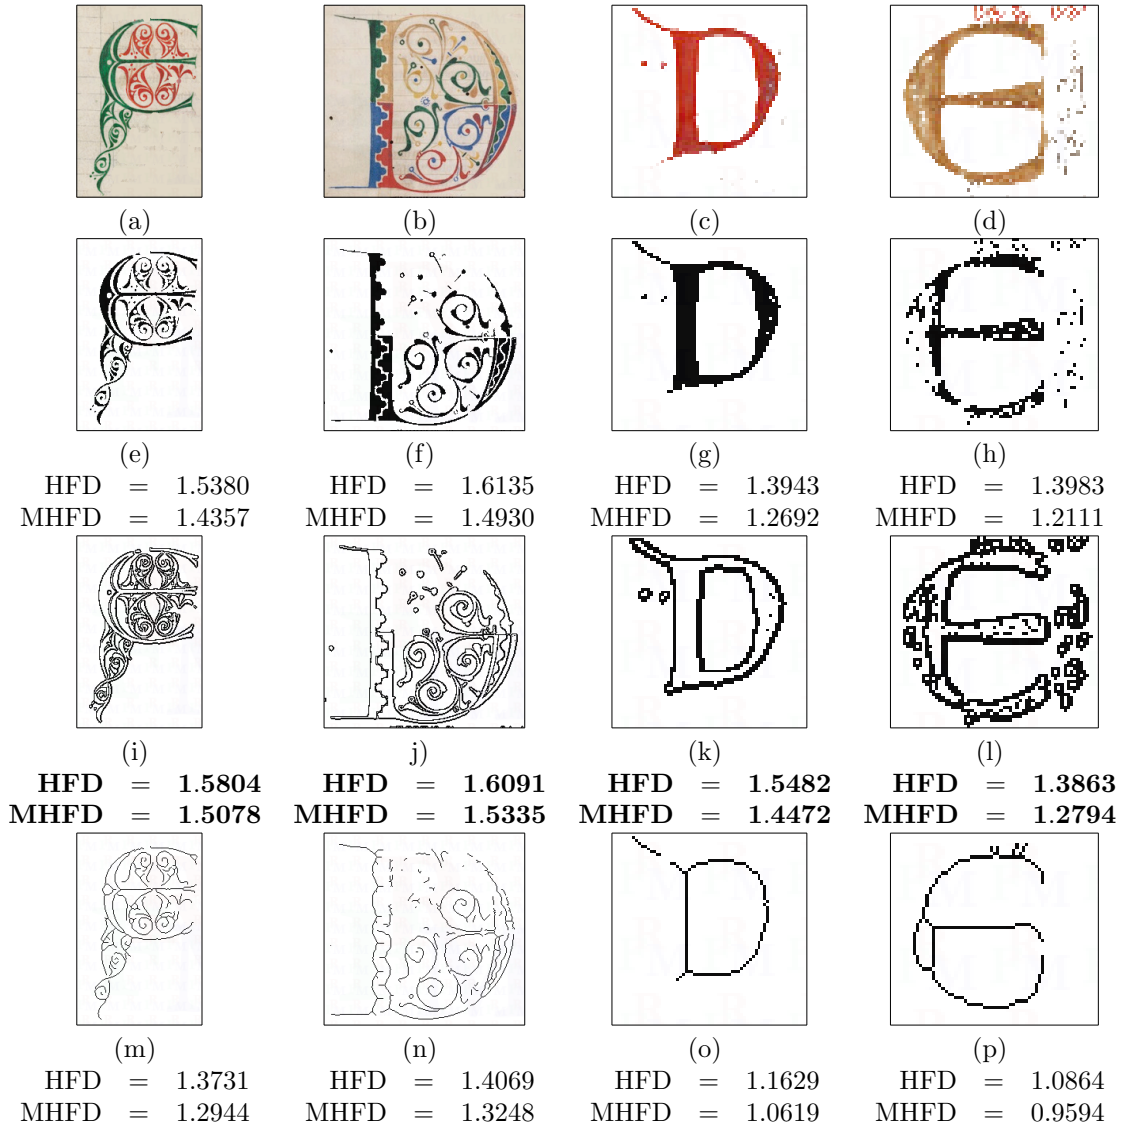 (a) (b) (c) (d)
(e) (f) (g) (h)
HFD = 1.5380 HFD = 1.6135 HFD = 1.3943 HFD = 1.3983
MHFD = 1.4357 MHFD = 1.4930 MHFD = 1.2692 MHFD = 1.2111
(i) j) (k) (l)
HFD = 1.5804 HFD = 1.6091 HFD = 1.5482 HFD = 1.3863
MHFD = 1.5078 MHFD = 1.5335 MHFD = 1.4472 MHFD = 1.2794
(m) (n) (o) (p)
HFD = 1.3731 HFD = 1.4069 HFD = 1.1629 HFD = 1.0864
MHFD = 1.2944 MHFD = 1.3248 MHFD = 1.0619 MHFD = 0.9594